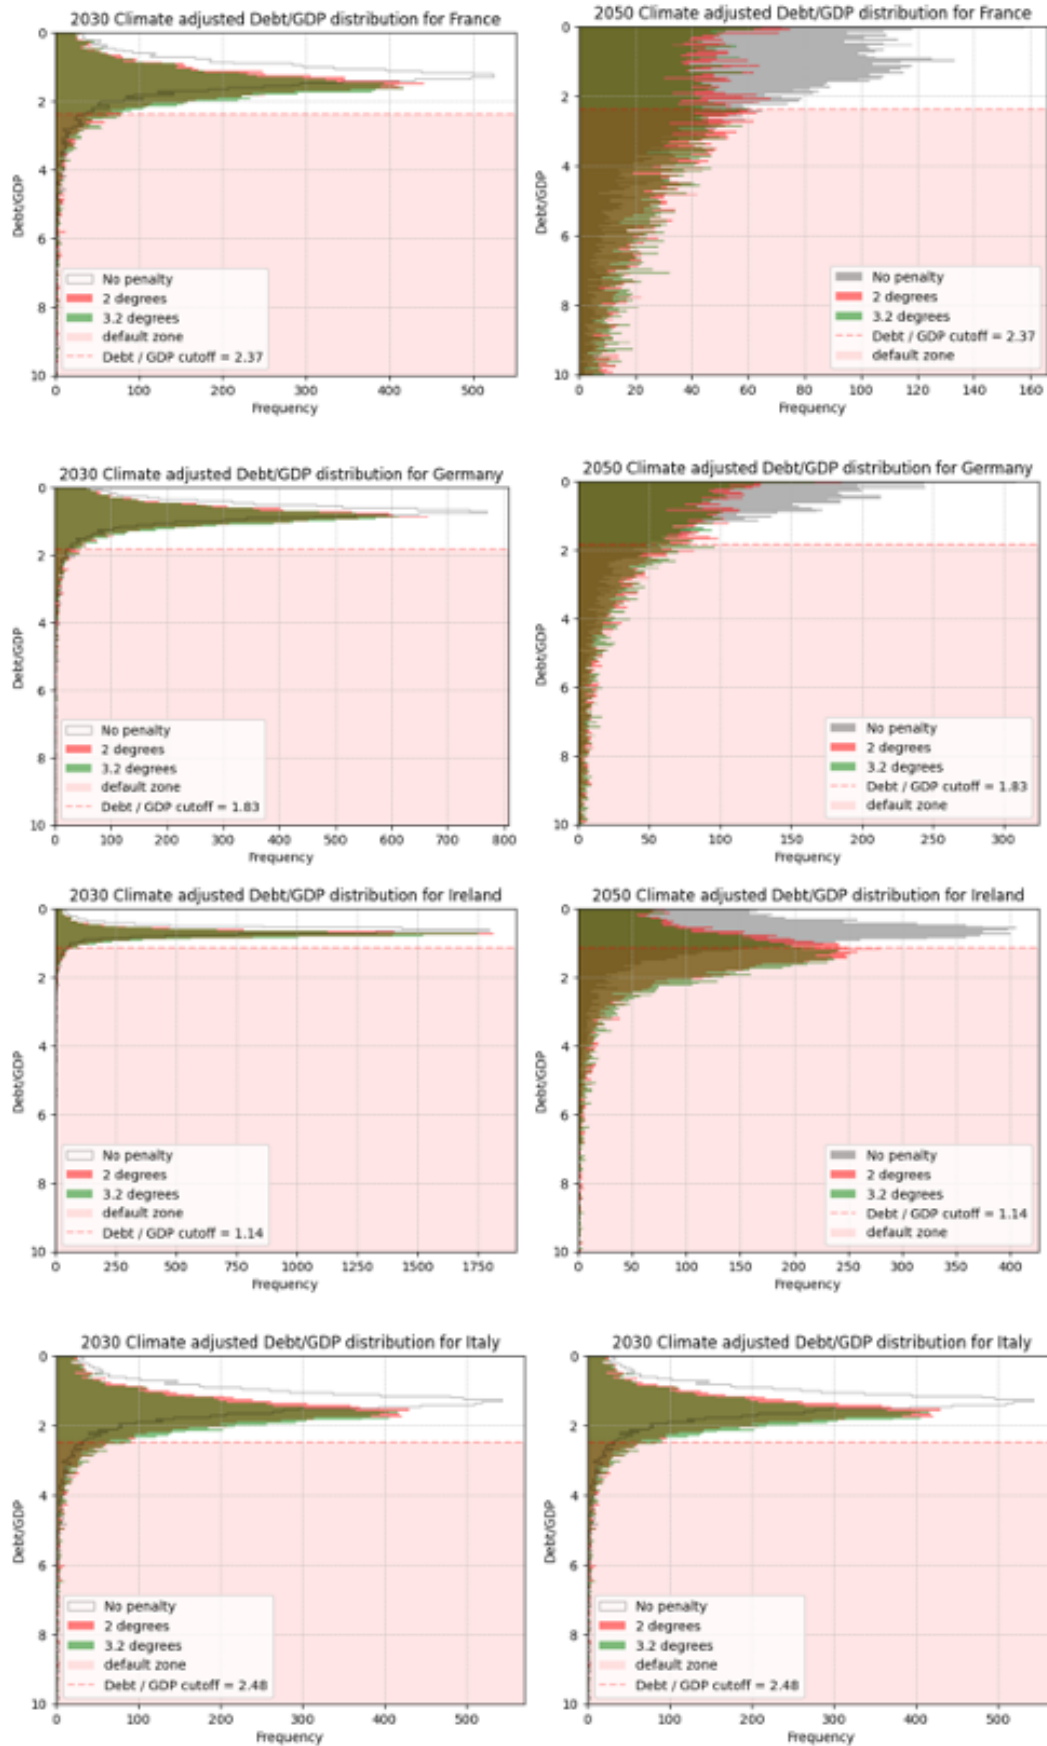 2030 Climate adjusted Debt/GDP distribution for France
0
2
4
6
8
10
Debt/GDP
No penalty
2 degrees
3.2 degrees
default zone
Debt / GDP cutoff = 2.37
0 100 200 300 400 500
Frequency
2050 Climate adjusted Debt/GDP distribution for France
0
2
4
6
8
10
Debt/GDP
No penalty
2 degrees
3.2 degrees
Debt / GDP cutoff = 2.37
default zone
0 20 40 60 80 100 120 140 160
Frequency
2030 Climate adjusted Debt/GDP distribution for Germany
0
2
4
6
8
10
Debt/GDP
No penalty
2 degrees
3.2 degrees
default zone
Debt / GDP cutoff = 1.83
0 100 200 300 400 500 600 700 800
Frequency
2050 Climate adjusted Debt/GDP distribution for Germany
0
2
4
6
8
10
Debt/GDP
No penalty
2 degrees
3.2 degrees
Debt / GDP cutoff = 1.83
default zone
0 50 100 150 200 250 300
Frequency
2030 Climate adjusted Debt/GDP distribution for Ireland
0
2
4
6
8
10
Debt/GDP
No penalty
2 degrees
3.2 degrees
default zone
Debt / GDP cutoff = 1.14
0 250 500 750 1000 1250 1500 1750
Frequency
2050 Climate adjusted Debt/GDP distribution for Ireland
0
2
4
6
8
10
Debt/GDP
No penalty
2 degrees
3.2 degrees
Debt / GDP cutoff = 1.14
default zone
0 50 100 150 200 250 300 350 400
Frequency
2030 Climate adjusted Debt/GDP distribution for Italy
0
2
4
6
8
10
Debt/GDP
No penalty
2 degrees
3.2 degrees
default zone
Debt / GDP cutoff = 2.48
0 100 200 300 400 500
Frequency
2030 Climate adjusted Debt/GDP distribution for Italy
0
2
4
6
8
10
Debt/GDP
No penalty
2 degrees
3.2 degrees
default zone
Debt / GDP cutoff = 2.48
0 100 200 300 400 500
Frequency